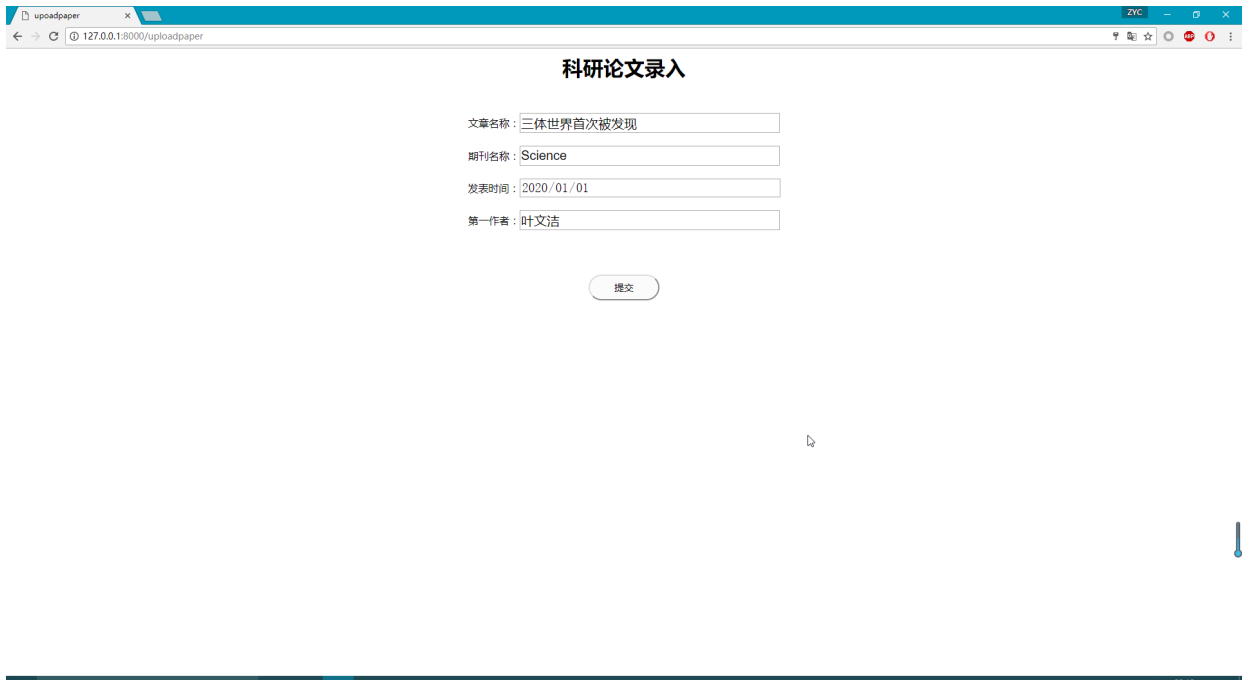 upoadpaper
ZYC
127.0.0.1:8000/uploadpaper
ABP
科研论文录入
文章名称：三体世界首次被发现
期刊名称：Science
发表时间：2020/01/01
第一作者：叶文洁
提交